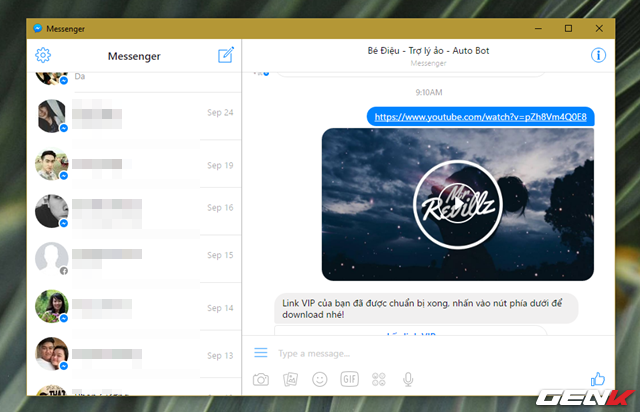 Messenger
Messenger
Bé Diệu - Trợ lý ảo - Auto Bot
Messenger
Da
9:10AM
Sep 24
https://www.youtube.com/watch?v=pZh8Vm4Q0E8
Sep 19
Sep 16
Mr
Revillz
Sep 15
Sep 14
Link VIP của bạn đã được chuẩn bị xong, nhấn vào nút phía dưới để
download nhé!
Sep 13
Type a message...
GIF
GENK